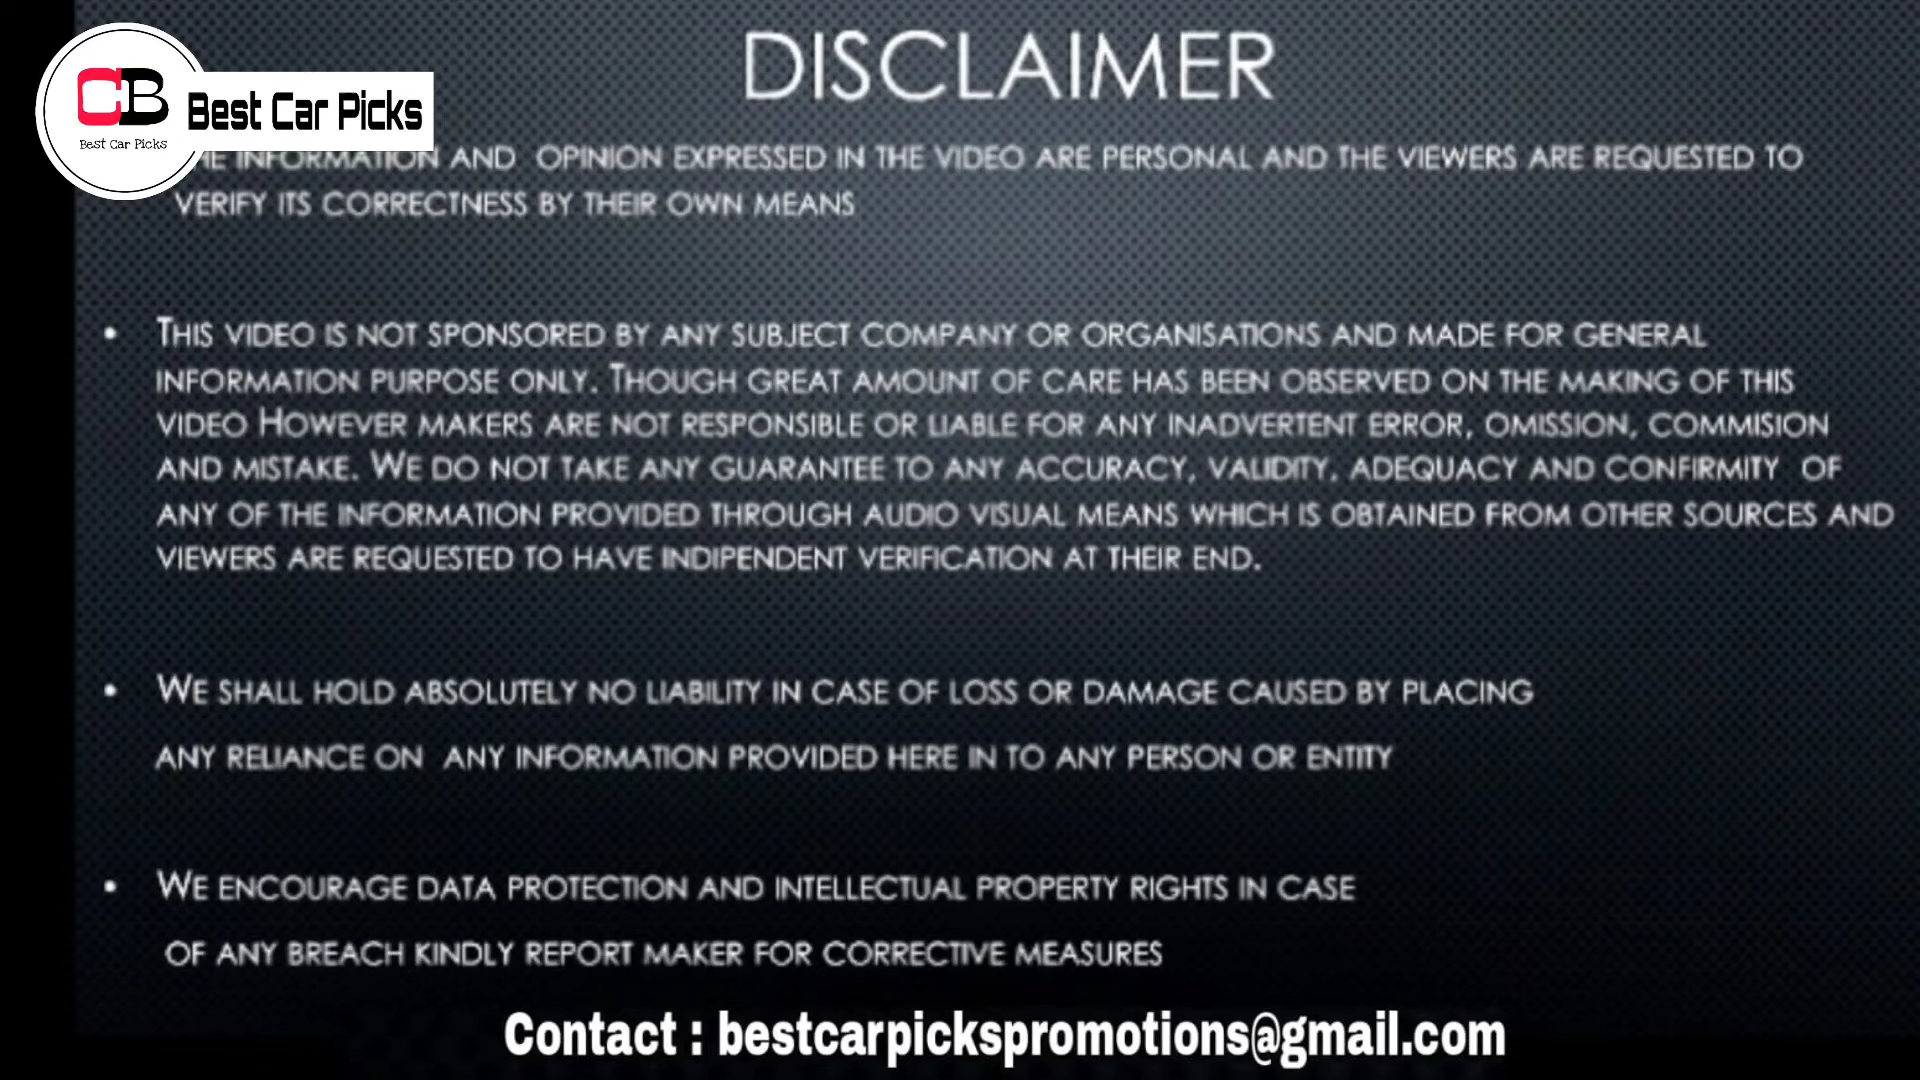 DISCLAIMER
CB
Best Car Picks
Best Car Picks
HE INFORMATION AND OPINION EXPRESSED IN THE VIDEO ARE PERSONAL AND THE VIEWERS ARE REQUESTED TO
VERIFY ITS CORRECTNESS BY THEIR OWN MEANS
• THIS VIDEO IS NOT SPONSORED BY ANY SUBJECT COMPANY OR ORGANISATIONS AND MADE FOR GENERAL
INFORMATION PURPOSE ONLY. THOUGH GREAT AMOUNT OF CARE HAS BEEN OBSERVED ON THE MAKING OF THIS
VIDEO HOWEVER MAKERS ARE NOT RESPONSIBLE OR LIABLE FOR ANY INADVERTENT ERROR, OMISSION, COMMISION
AND MISTAKE. WE DO NOT TAKE ANY GUARANTEE TO ANY ACCURACY, VALIDITY, ADEQUACY AND CONFIRMITY OF
ANY OF THE INFORMATION PROVIDED THROUGH AUDIO VISUAL MEANS WHICH IS OBTAINED FROM OTHER SOURCES AND
VIEWERS ARE REQUESTED TO HAVE INDIPENDENT VERIFICATION AT THEIR END.
• WE SHALL HOLD ABSOLUTELY NO LIABILITY IN CASE OF LOSS OR DAMAGE CAUSED BY PLACING
ANY RELIANCE ON ANY INFORMATION PROVIDED HERE IN TO ANY PERSON OR ENTITY
• WE ENCOURAGE DATA PROTECTION AND INTELLECTUAL PROPERTY RIGHTS IN CASE
OF ANY BREACH KINDLY REPORT MAKER FOR CORRECTIVE MEASURES
Contact : bestcarpickspromotions@gmail.com